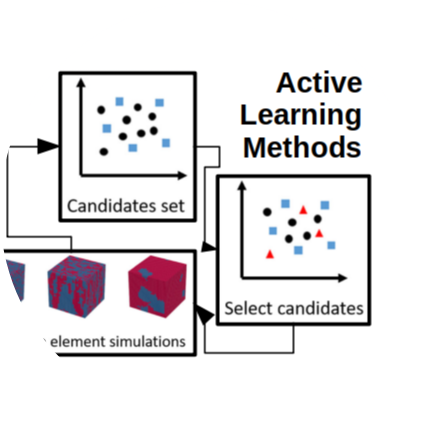 Active
Learning
Methods
Candidates set
Select candidates
element simulations